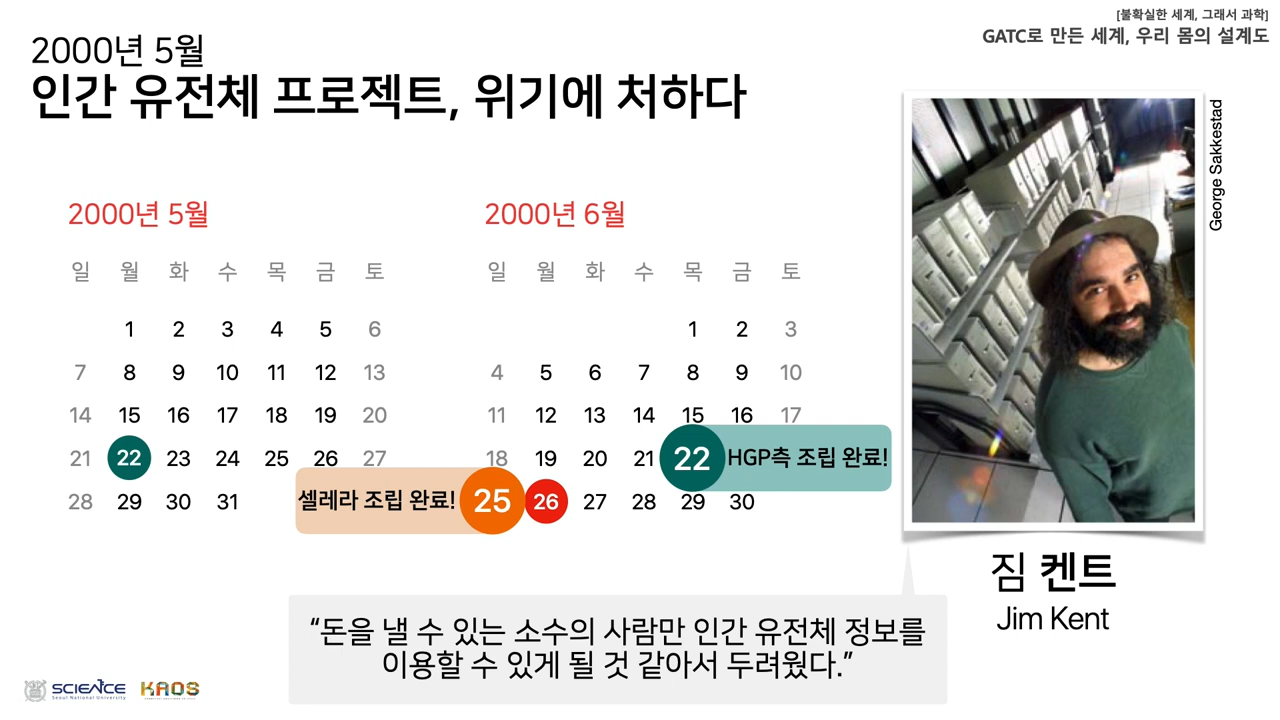 [불확실한 세계, 그래서 과학]
GATC로 만든 세계, 우리 몸의 설계도
2000년 5월
인간 유전체 프로젝트, 위기에 처하다
George Sakkestad
2000년 5월
일 월 화 수 목 금 토
1 2 3 4 5 6
7 8 9 10 11 12 13
14 15 16 17 18 19 20
21 22 23 24 25 26 27
28 29 30 31
2000년 6월
일 월 화 수 목 금 토
1 2 3
4 5 6 7 8 9 10
11 12 13 14 15 16 17
18 19 20 21 22 HGP측 조립 완료!
셀레라 조립 완료! 25 26 27 28 29 30
짐 켄트
Jim Kent
“돈을 낼 수 있는 소수의 사람만 인간 유전체 정보를
이용할 수 있게 될 것 같아서 두려웠다.”
SCIENCE
Seoul National University
KAOS